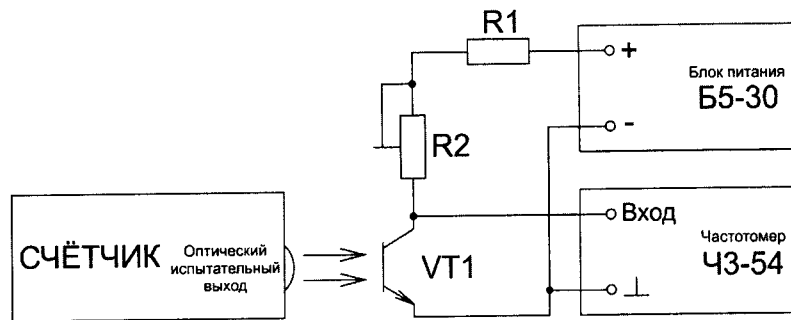 R1
+
Блок питания
Б5-30
-
R2
СЧЁТЧИК
Оптический
испытательный
выход
VT1
Вход
Частотомер
Ч3-54
⊥